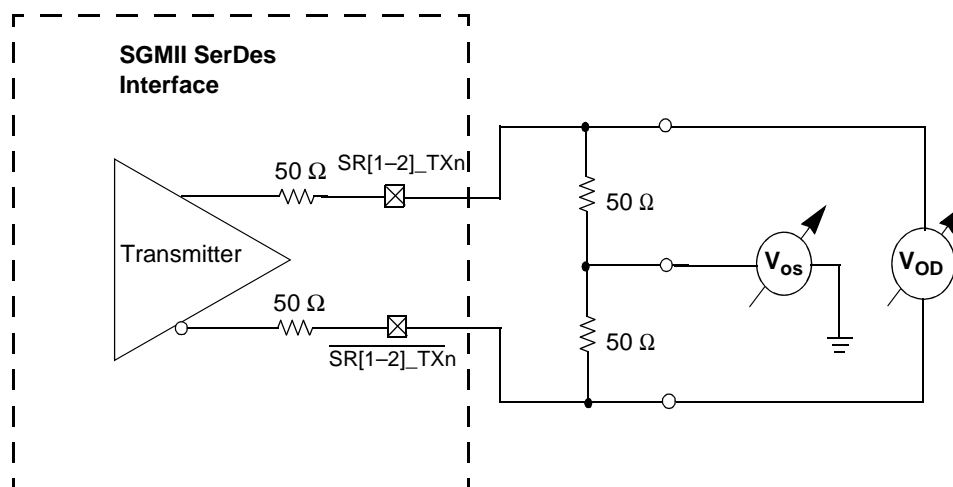 SGMII SerDes
Interface
50 Ω
SR[1–2]_TXn
50 Ω
Transmitter
Vos
VOD
50 Ω
50 Ω
SR[1–2]_TXn